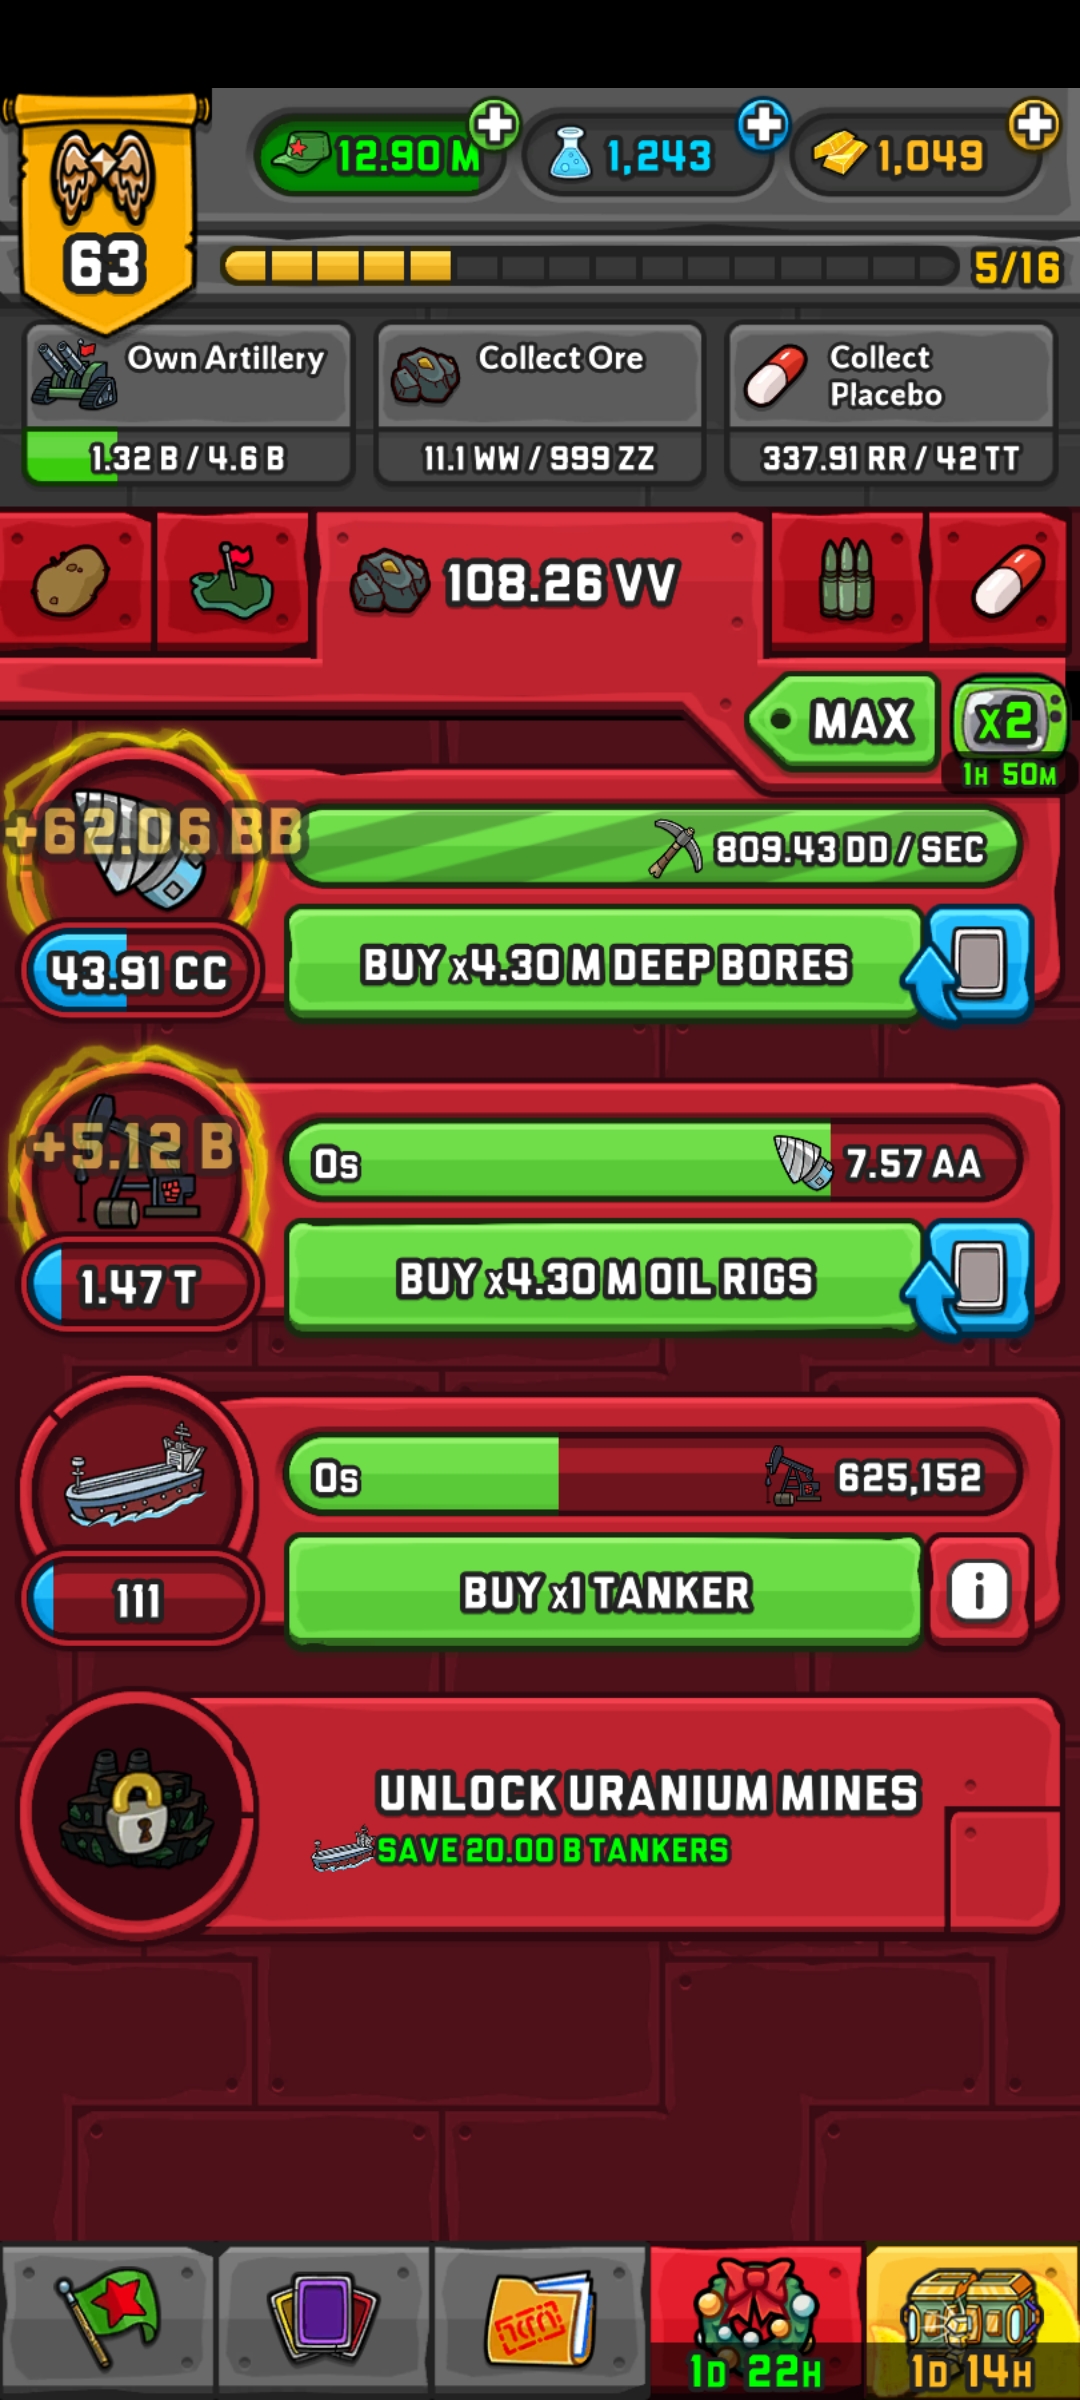 12.90 M
1,243
1,049
63
5/16
Own Artillery
1.32 B / 4.6 B
Collect Ore
11.1 WW / 999 ZZ
Collect
Placebo
337.91 RR / 42 TT
108.26 VV
MAX
x2
1H 50M
+62.06 BB
809.43 DD / SEC
43.91 CC
BUY x4.30 M DEEP BORES
+5.12 B
0s
7.57 AA
1.47 T
BUY x4.30 M OIL RIGS
0s
625,152
111
BUY x1 TANKER
i
UNLOCK URANIUM MINES
SAVE 20.00 B TANKERS
1D 22H
1D 14H